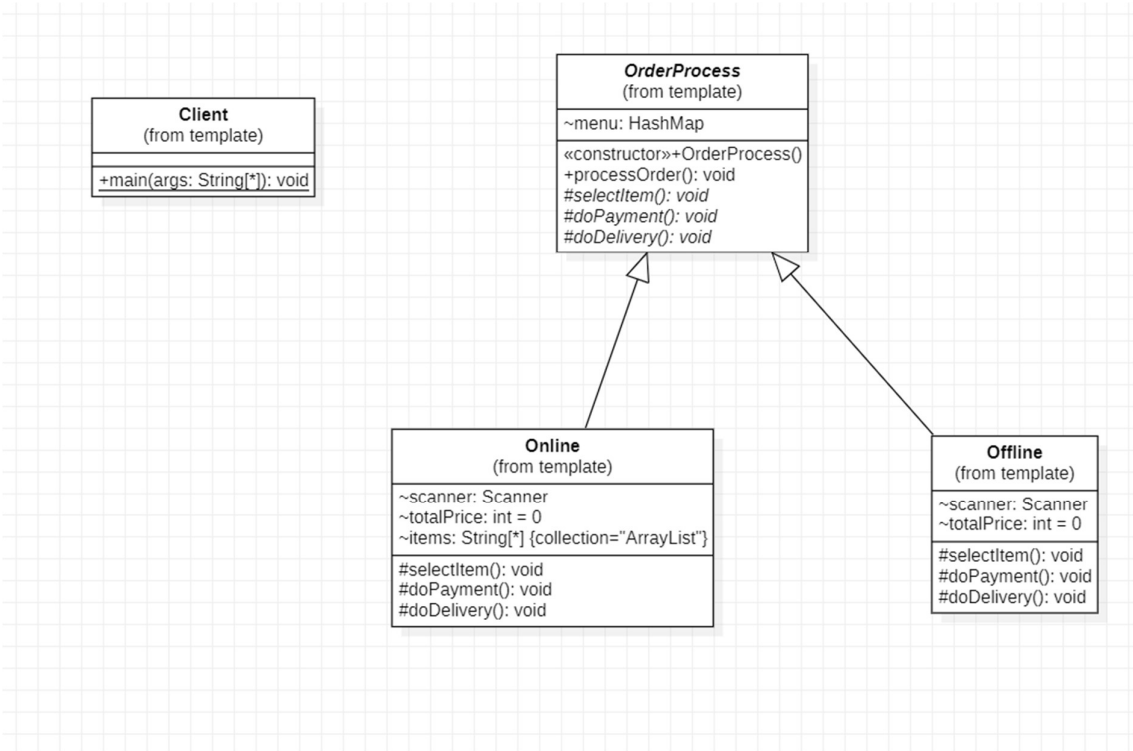 Client
(from template)
+main(args: String[*]): void
OrderProcess
(from template)
~menu: HashMap
«constructor»+OrderProcess()
+processOrder(): void
#selectItem(): void
#doPayment(): void
#doDelivery(): void
Online
(from template)
~scanner: Scanner
~totalPrice: int = 0
~items: String[*] {collection="ArrayList"}
#selectItem(): void
#doPayment(): void
#doDelivery(): void
Offline
(from template)
~scanner: Scanner
~totalPrice: int = 0
#selectItem(): void
#doPayment(): void
#doDelivery(): void